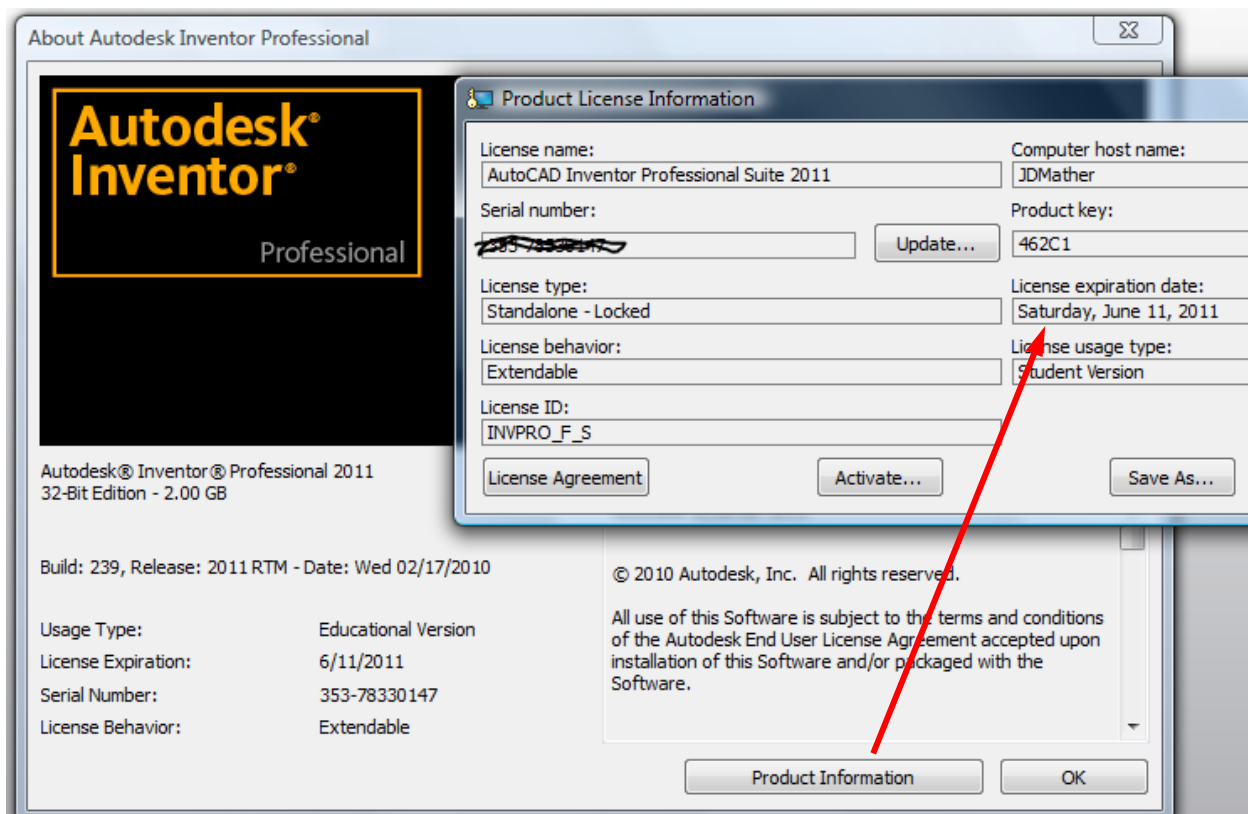 About Autodesk Inventor Professional
Autodesk®
Inventor®
Professional
Product License Information
License name:
AutoCAD Inventor Professional Suite 2011
Computer host name:
JDMather
Serial number:
Update...
Product key:
462C1
License type:
Standalone - Locked
License expiration date:
Saturday, June 11, 2011
License behavior:
Extendable
License usage type:
Student Version
License ID:
INVPRO_F_S
License Agreement
Activate...
Save As...
Autodesk® Inventor® Professional 2011
32-Bit Edition - 2.00 GB
Build: 239, Release: 2011 RTM - Date: Wed 02/17/2010
Usage Type: Educational Version
License Expiration: 6/11/2011
Serial Number: 353-78330147
License Behavior: Extendable
© 2010 Autodesk, Inc. All rights reserved.
All use of this Software is subject to the terms and conditions
of the Autodesk End User License Agreement accepted upon
installation of this Software and/or packaged with the
Software.
Product Information
OK